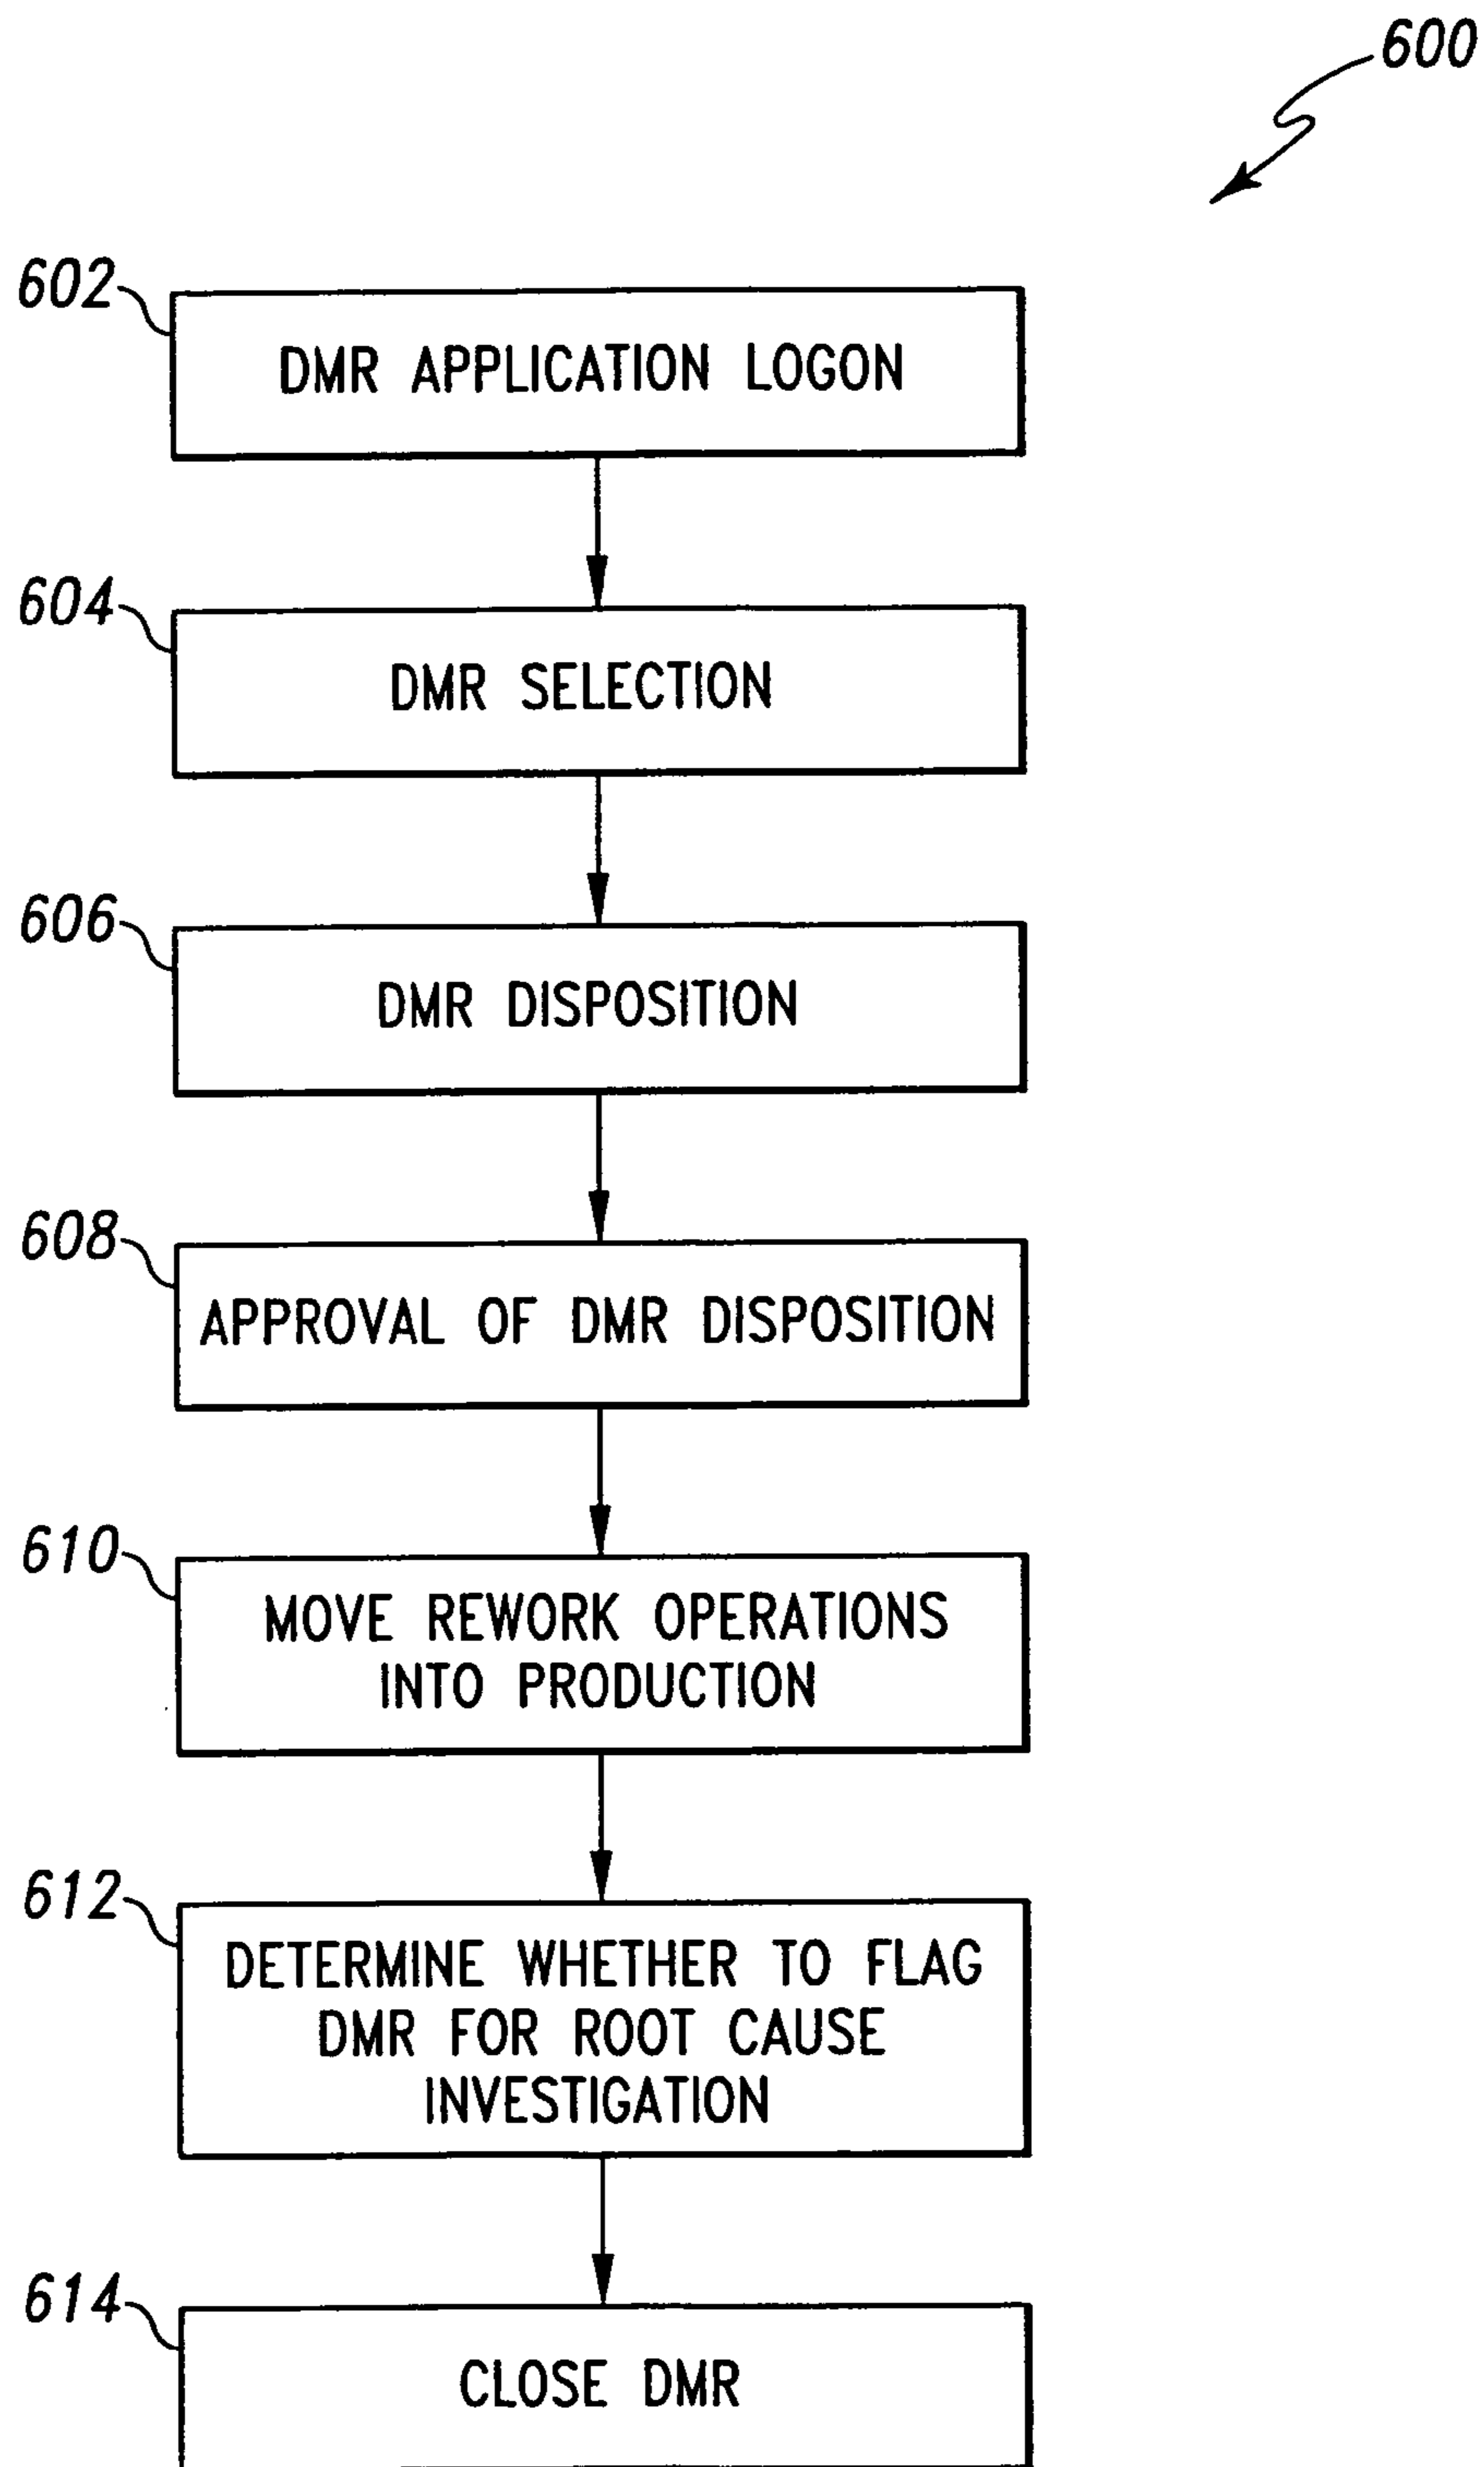 600
602
DMR APPLICATION LOGON
604
DMR SELECTION
606
DMR DISPOSITION
608
APPROVAL OF DMR DISPOSITION
610
MOVE REWORK OPERATIONS
INTO PRODUCTION
612
DETERMINE WHETHER TO FLAG
DMR FOR ROOT CAUSE
INVESTIGATION
614
CLOSE DMR